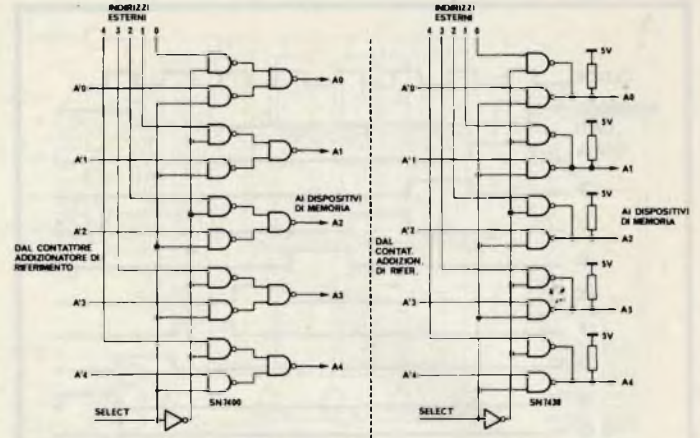 INDIRIZZI
ESTERNI
4 3 2 1 0
A'0
A0
A'1
A1
A'2
AI DISPOSITIVI
DI MEMORIA
A2
DAL CONTATTORE
ADDIZIONATORE DI
RIFERIMENTO
A'3
A3
A'4
A4
SN7400
SELECT
INDIRIZZI
ESTERNI
4 3 2 1 0
5V
A'0
A0
5V
A'1
A1
5V
AI DISPOSITIVI
DI MEMORIA
A'2
A2
DAL
CONTAT.
ADDIZION.
DI RIFER.
5V
A'3
A3
5V
A'4
A4
SN7438
SELECT